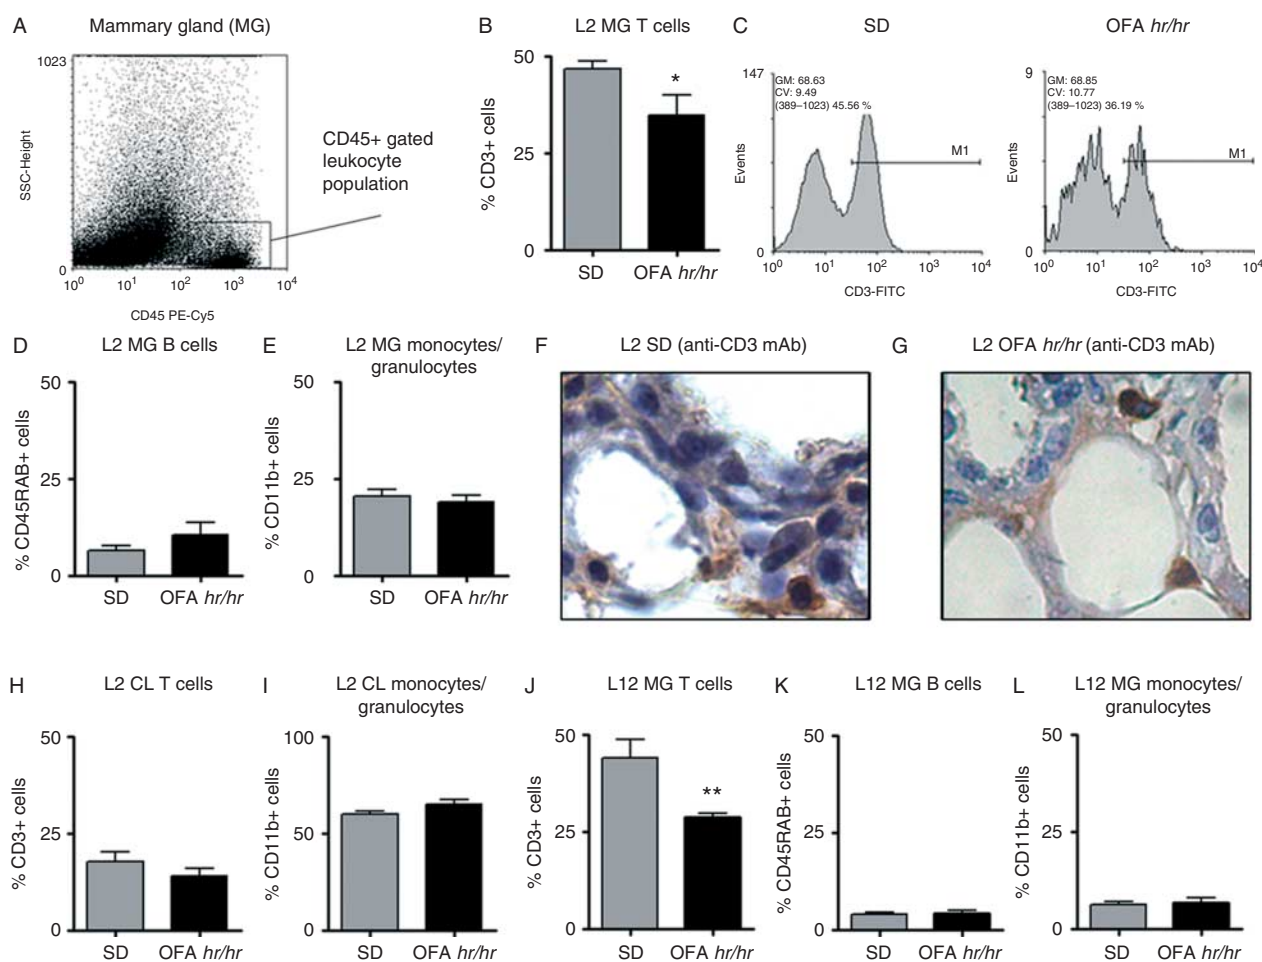 A
Mammary gland (MG)
1023
0
SSC-Height
10^0 10^1 10^2 10^3 10^4
CD45 PE-Cy5
CD45+ gated
leukocyte
population
B
L2 MG T cells
% CD3+ cells
50
25
0
*
SD OFA hr/hr
C
SD
147
GM: 68.63
CV: 9.49
(389–1023) 45.56 %
M1
Events
0
10^0 10^1 10^2 10^3 10^4
CD3-FITC
OFA hr/hr
9
GM: 68.85
CV: 10.77
(389–1023) 36.19 %
M1
Events
0
10^0 10^1 10^2 10^3 10^4
CD3-FITC
D
L2 MG B cells
% CD45RAB+ cells
50
25
0
SD OFA hr/hr
E
L2 MG monocytes/
granulocytes
% CD11b+ cells
50
25
0
SD OFA hr/hr
F
L2 SD (anti-CD3 mAb)
G
L2 OFA hr/hr (anti-CD3 mAb)
H
L2 CL T cells
% CD3+ cells
50
25
0
SD OFA hr/hr
I
L2 CL monocytes/
granulocytes
% CD11b+ cells
100
50
0
SD OFA hr/hr
J
L12 MG T cells
% CD3+ cells
50
25
0
**
SD OFA hr/hr
K
L12 MG B cells
% CD45RAB+ cells
50
25
0
SD OFA hr/hr
L
L12 MG monocytes/
granulocytes
% CD11b+ cells
50
25
0
SD OFA hr/hr